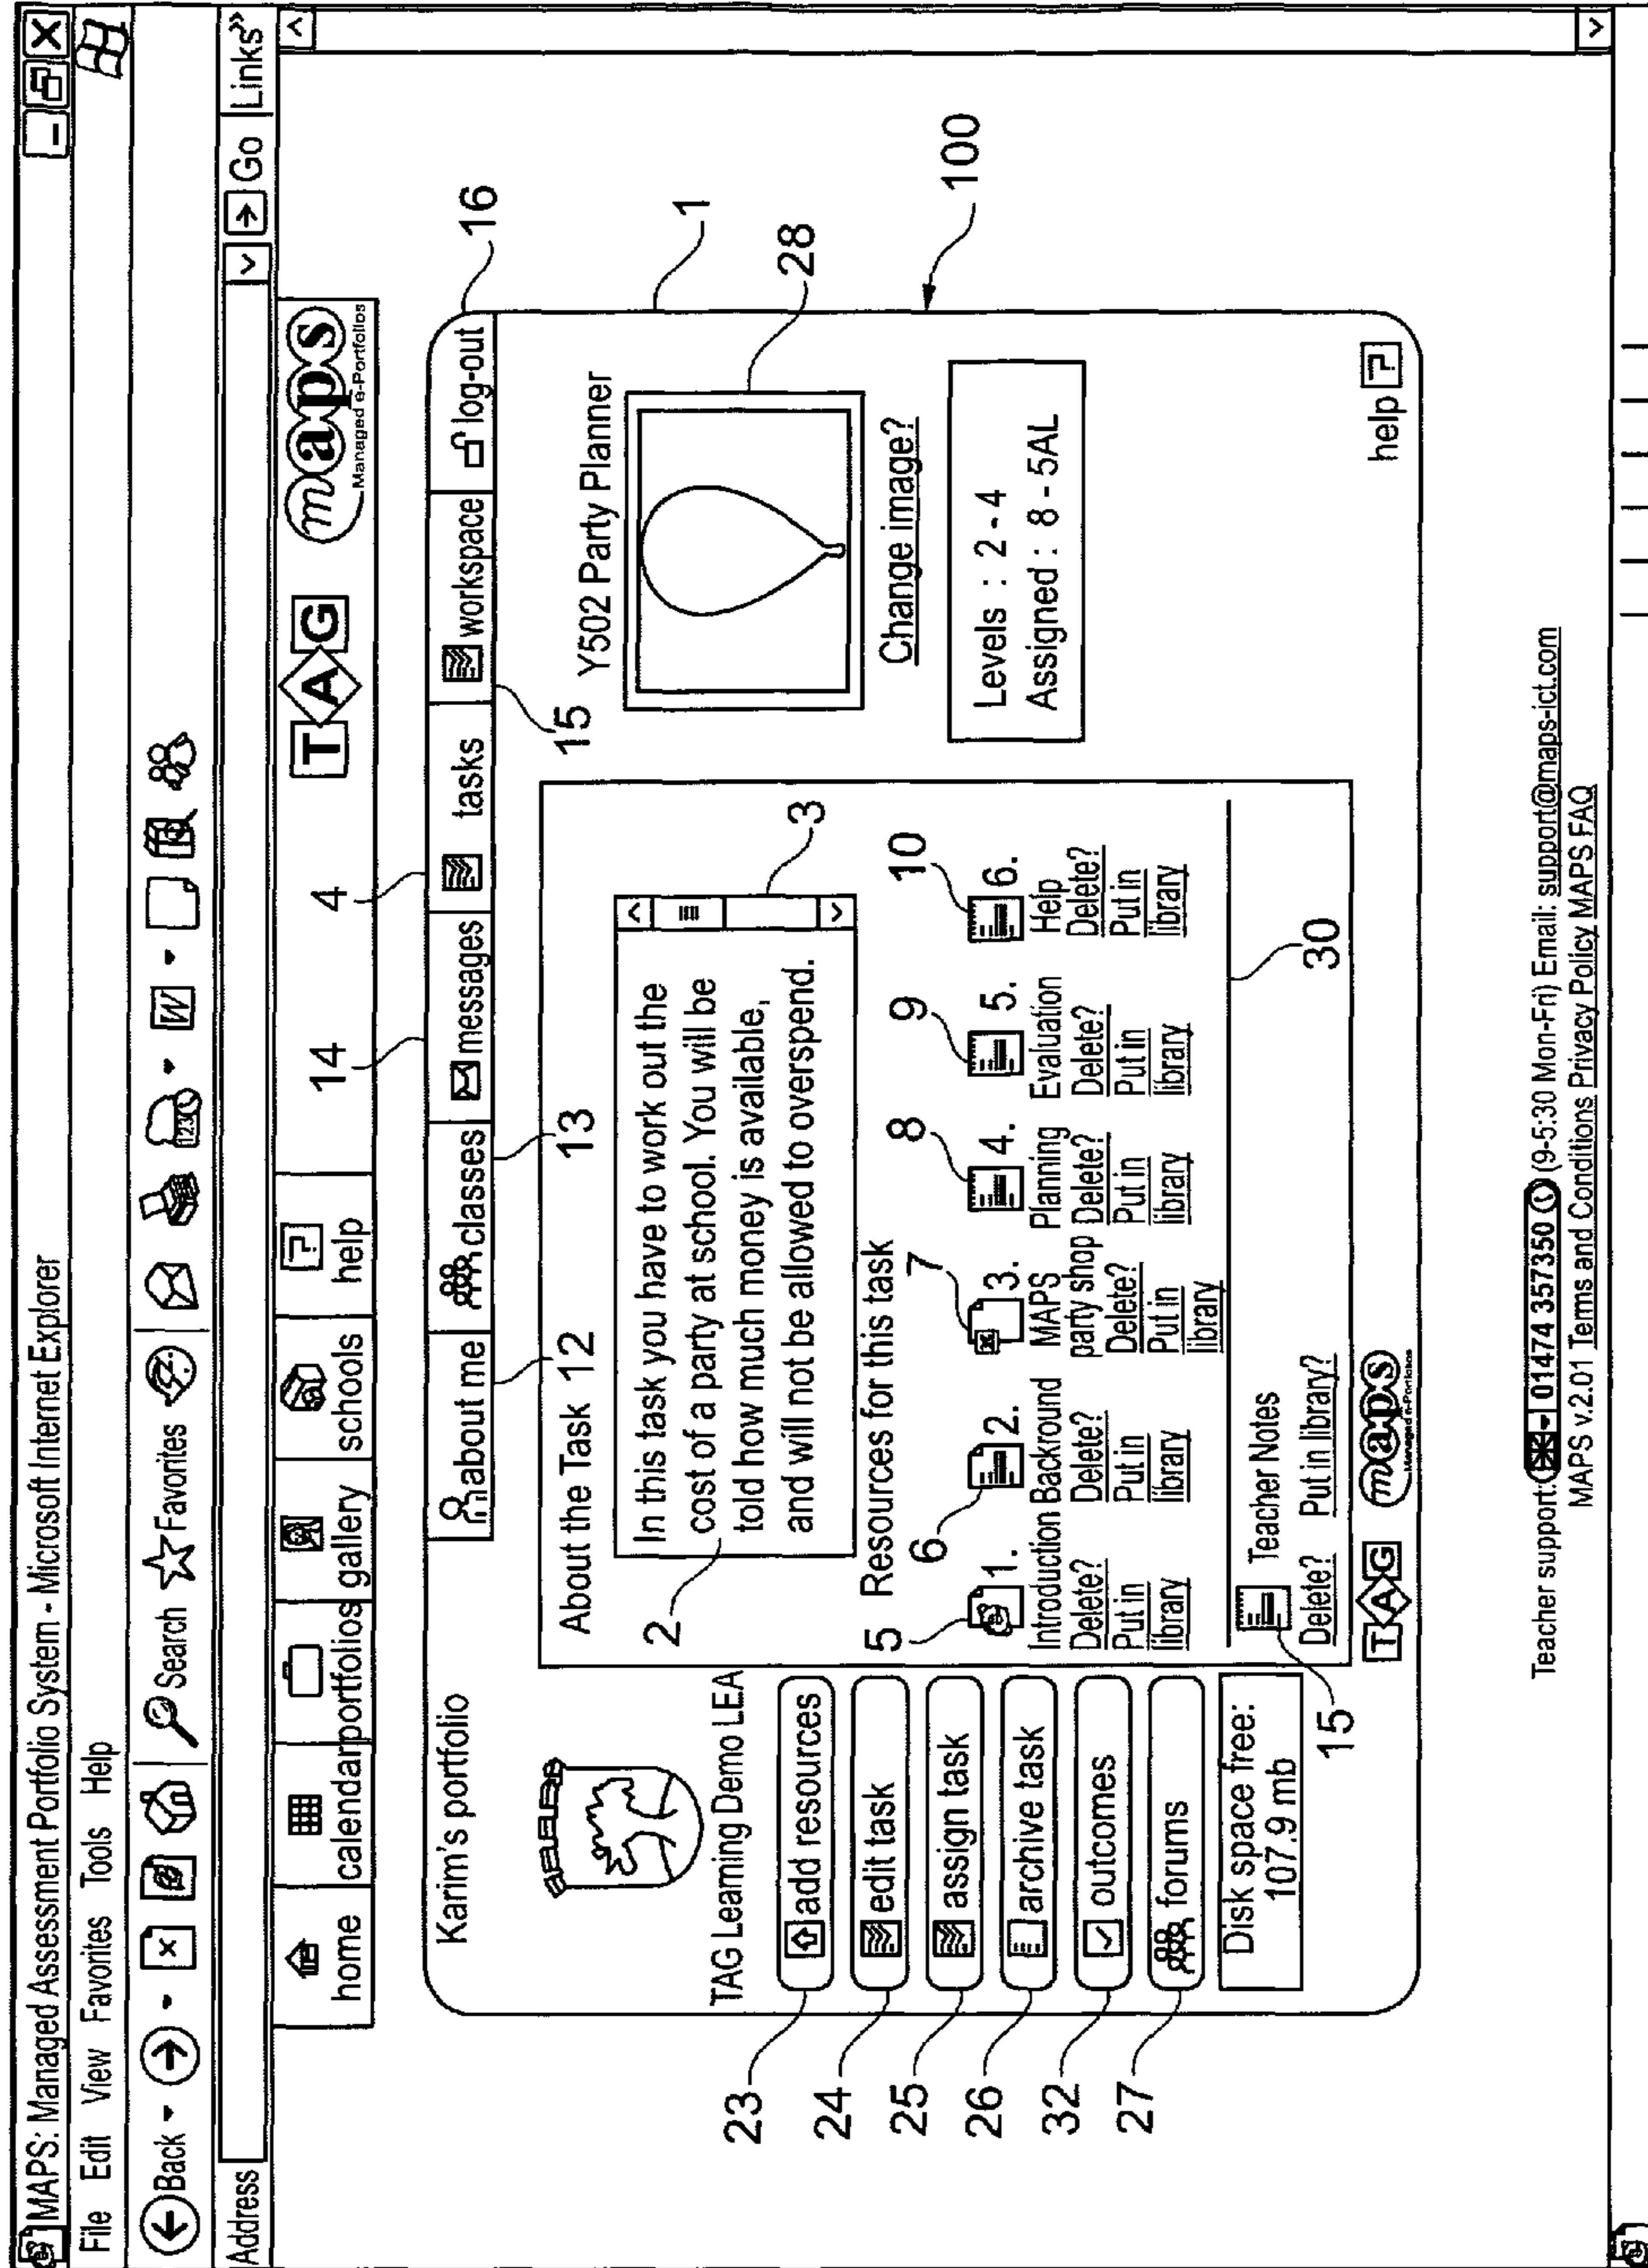 MAPS: Managed Assessment Portfolio System - Microsoft Internet Explorer
File Edit View Favorites Tools Help
Back Search Favorites W 123
Address Go Links»
home calendar portfolios gallery schools help
T A G maps
Managed e-Portfolios
14 4
Karim's portfolio
about me classes messages tasks workspace log-out
12 13 15 16
TAG Learning Demo LEA
23 add resources
24 edit task
25 assign task
26 archive task
32 outcomes
27 forums
Disk space free:
107.9 mb
About the Task
2
In this task you have to work out the
cost of a party at school. You will be
told how much money is available,
and will not be allowed to overspend.
3
Resources for this task
5 6 7 8 9 10
1. 2. 3. 4. 5. 6.
Introduction Backround MAPS party shop Planning Evaluation Help
Delete? Delete? Delete? Delete? Delete? Delete?
Put in Put in Put in Put in Put in Put in
library library library library library library
30
15
Teacher Notes
Delete? Put in library?
T A G maps
Managed e-Portfolios
Y502 Party Planner
28
1
100
Change image?
Levels : 2 - 4
Assigned : 8 - 5AL
help ?
Teacher support: 01474 357350 (9-5:30 Mon-Fri) Email: support@maps-ict.com
MAPS v.2.01 Terms and Conditions Privacy Policy MAPS FAQ